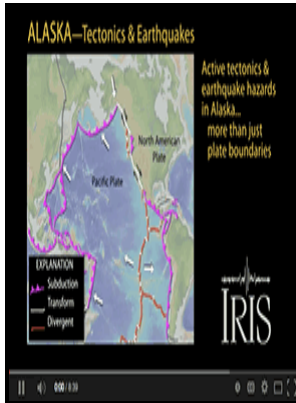 ALASKA—Tectonics & Earthquakes
Active tectonics &
earthquake hazards
in Alaska...
more than just
plate boundaries
North American
Plate
Pacific Plate
EXPLANATION
Subduction
Transform
Divergent
IRIS
0:00 / 8:39